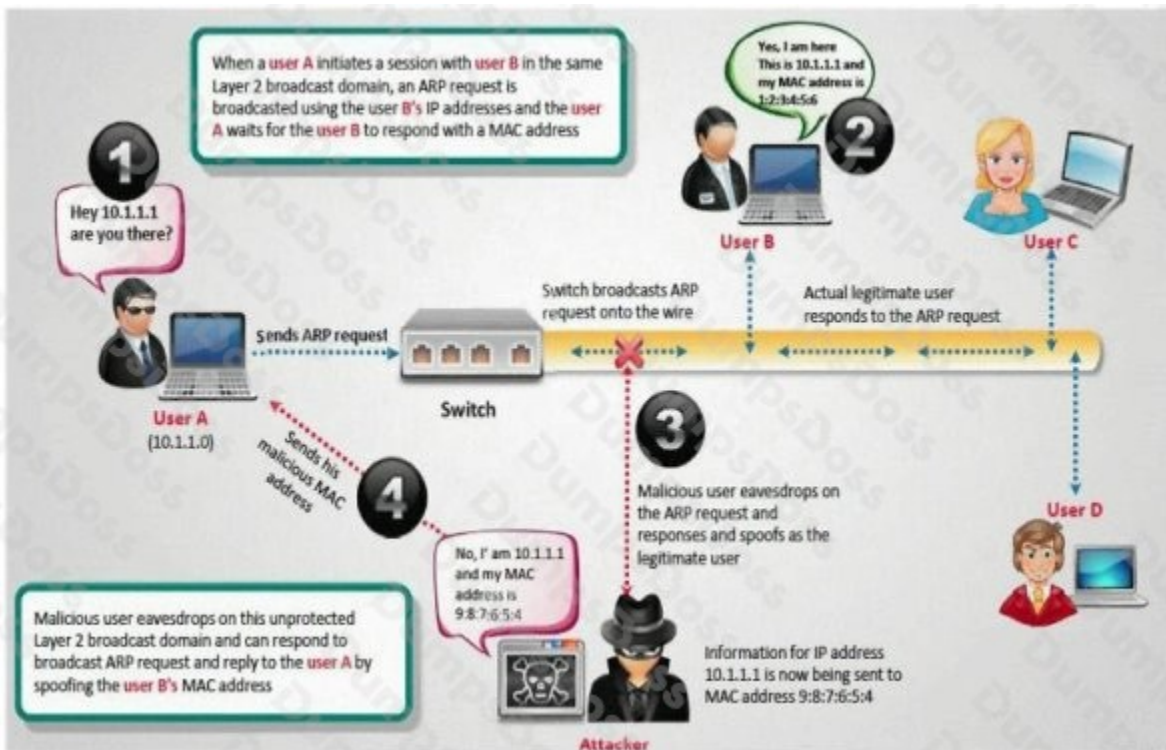 When a user A initiates a session with user B in the same
Layer 2 broadcast domain, an ARP request is
broadcasted using the user B's IP addresses and the user
A waits for the user B to respond with a MAC address
1
Hey 10.1.1.1
are you there?
User A
(10.1.1.0)
Sends ARP request
Switch
Switch broadcasts ARP
request onto the wire
Yes, I am here
This is 10.1.1.1 and
my MAC address is
1:2:3:4:5:6
2
User B
User C
Actual legitimate user
responds to the ARP request
User D
3
Malicious user eavesdrops on
the ARP request and
responses and spoofs as the
legitimate user
Sends his
malicious MAC
address
4
No, I' am 10.1.1.1
and my MAC
address is
9:8:7:6:5:4
Malicious user eavesdrops on this unprotected
Layer 2 broadcast domain and can respond to
broadcast ARP request and reply to the user A by
spoofing the user B's MAC address
Information for IP address
10.1.1.1 is now being sent to
MAC address 9:8:7:6:5:4
Attacker
DumpsDoss